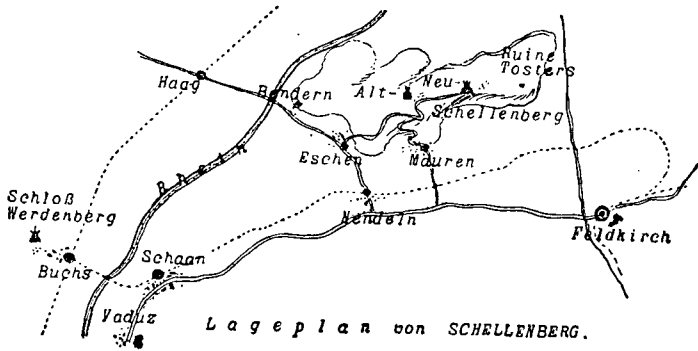 Ruine
Tosters
Haag
Bendern
Alt-
Neu-
Schellenberg
Eschen
Mauren
RHEIN
Schloß
Werdenberg
Nendeln
Feldkirch
Buchs
Schaan
Vaduz
Lageplan von SCHELLENBERG.